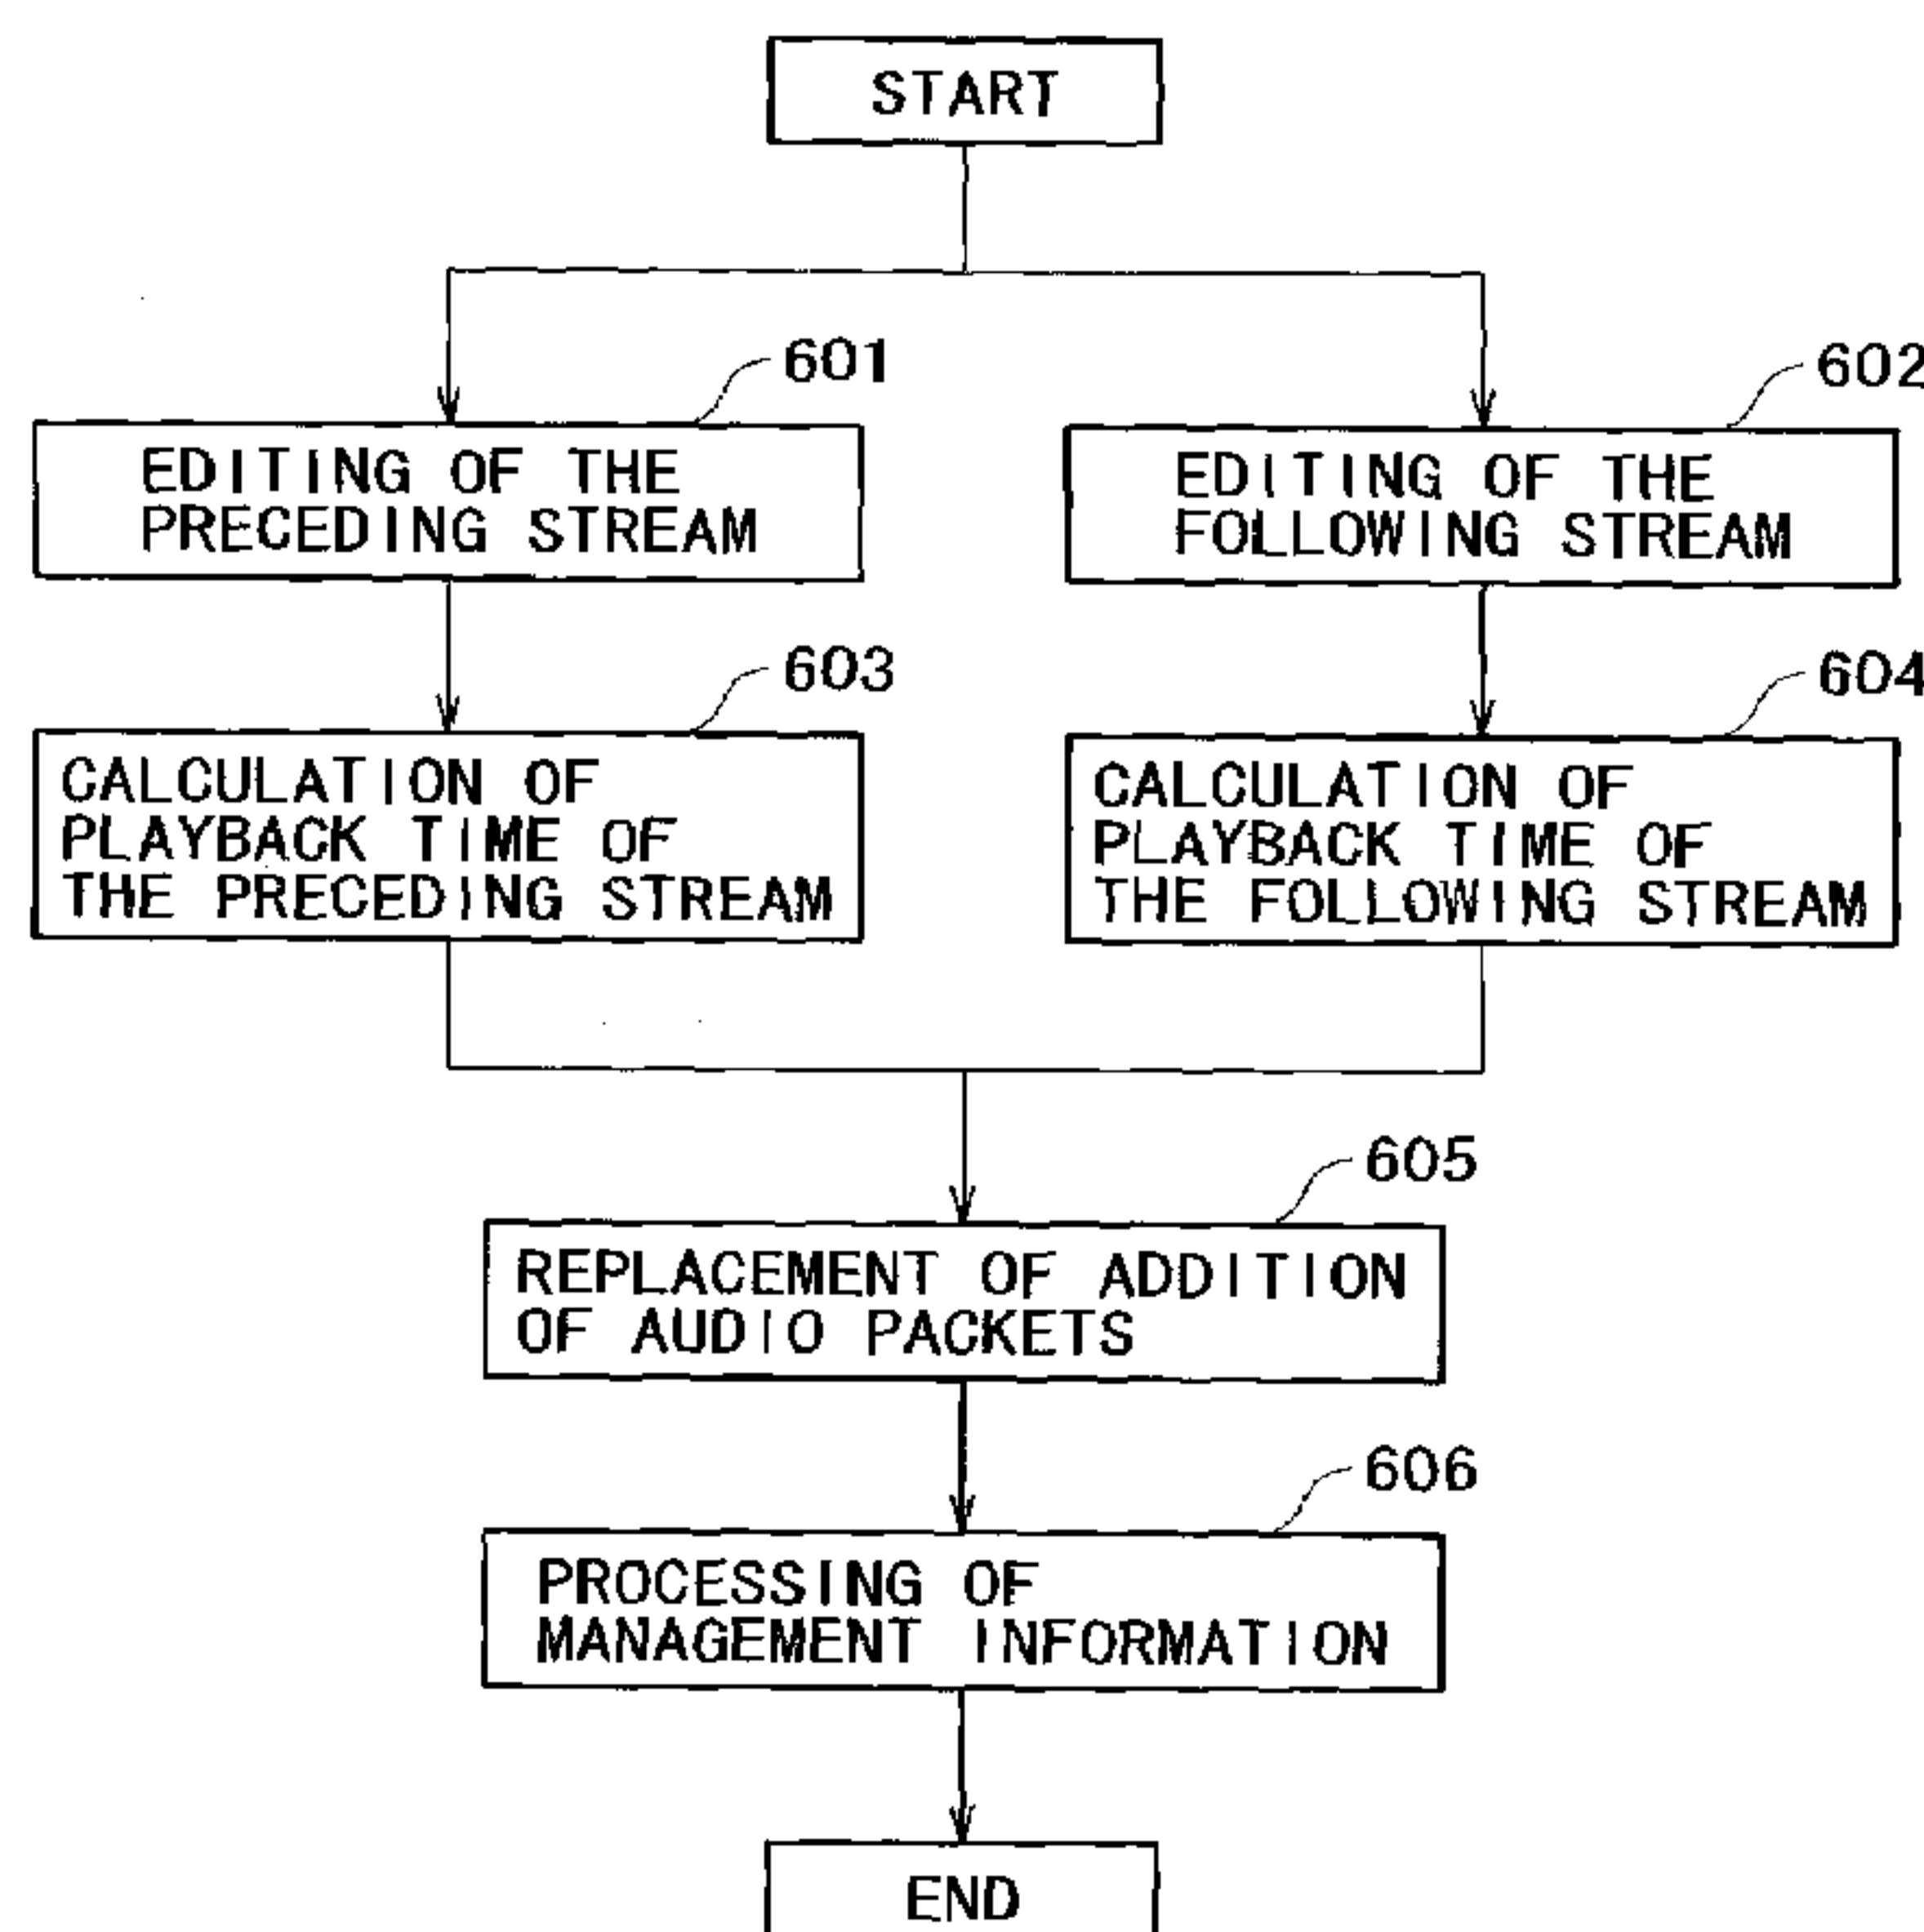 START
601
EDITING OF THE
PRECEDING STREAM
602
EDITING OF THE
FOLLOWING STREAM
603
CALCULATION OF
PLAYBACK TIME OF
THE PRECEDING STREAM
604
CALCULATION OF
PLAYBACK TIME OF
THE FOLLOWING STREAM
605
REPLACEMENT OF ADDITION
OF AUDIO PACKETS
606
PROCESSING OF
MANAGEMENT INFORMATION
END